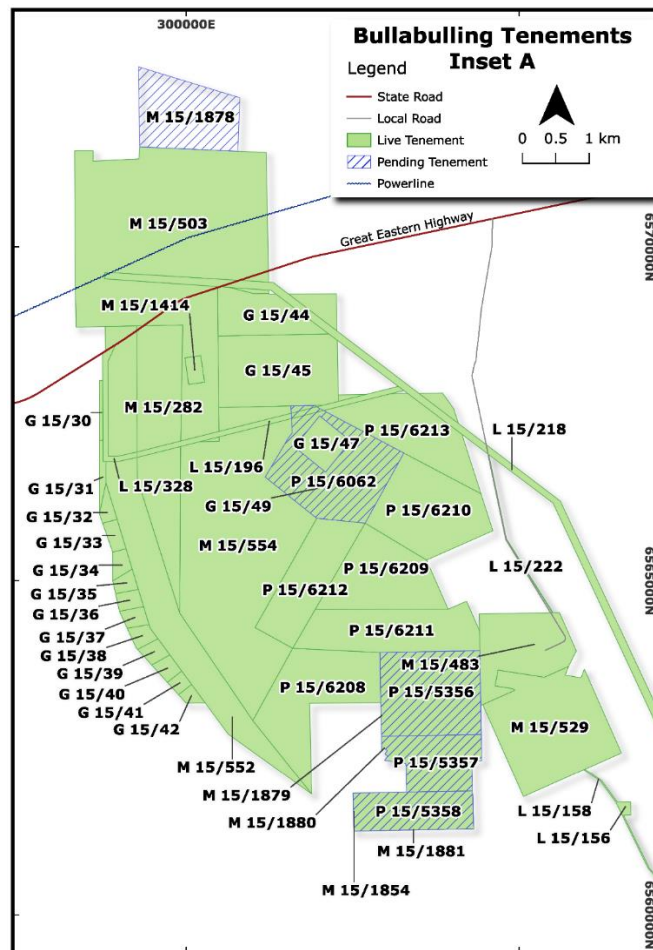 300000E
Bullabulling Tenements
Inset A
Legend
State Road
Local Road
Live Tenement
Pending Tenement
Powerline
0 0.5 1 km
M 15/1878
M 15/503
Great Eastern Highway
6570000N
M 15/1414
G 15/44
G 15/45
M 15/282
G 15/30
G 15/47
P 15/6213
L 15/218
L 15/196
P 15/6062
G 15/31
L 15/328
G 15/49
G 15/32
P 15/6210
G 15/33
M 15/554
G 15/34
P 15/6209
L 15/222
6565000N
G 15/35
P 15/6212
G 15/36
G 15/37
P 15/6211
G 15/38
M 15/483
G 15/39
P 15/6208
P 15/5356
G 15/40
G 15/41
M 15/529
G 15/42
P 15/5357
M 15/552
M 15/1879
L 15/158
M 15/1880
P 15/5358
L 15/156
M 15/1881
M 15/1854
6560000N